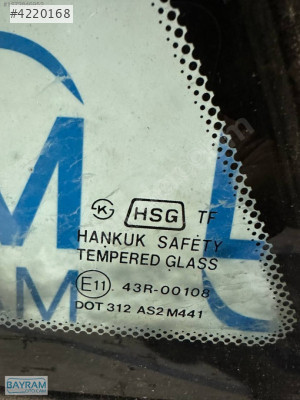 #4220168
HSG TF
HANKUK SAFETY
TEMPERED GLASS
E11 43R-00108
DOT 312 AS2 M441
BAYRAM